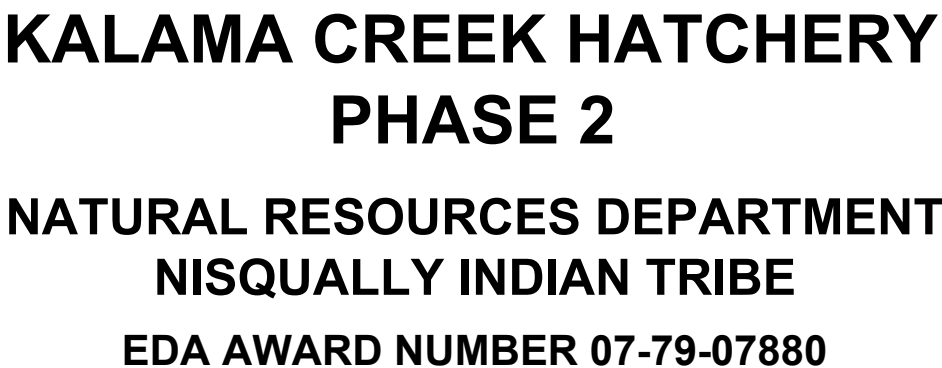 KALAMA CREEK HATCHERY
PHASE 2
NATURAL RESOURCES DEPARTMENT
NISQUALLY INDIAN TRIBE
EDA AWARD NUMBER 07-79-07880